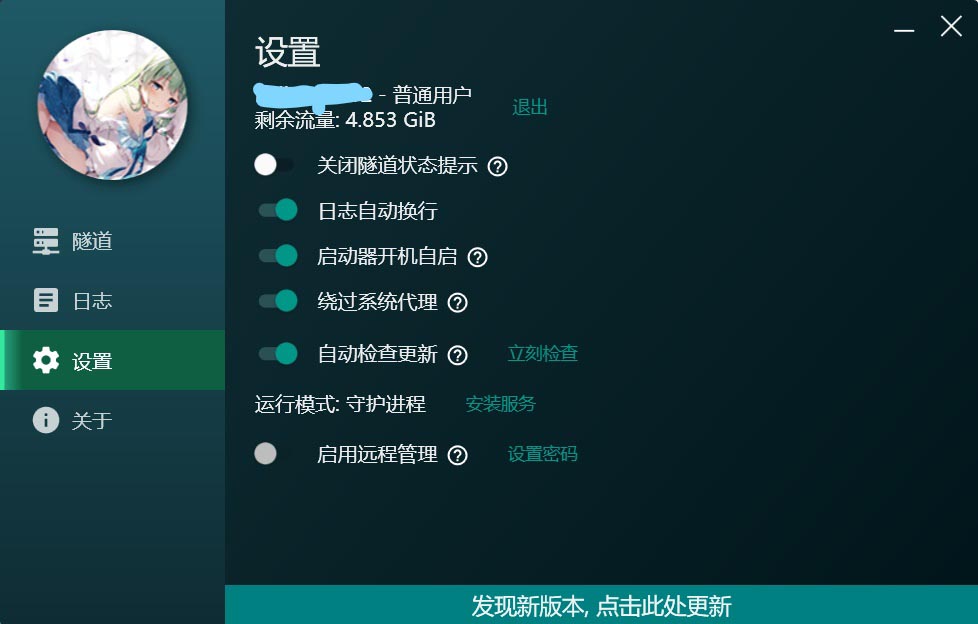 设置
- 普通用户
退出
剩余流量: 4.853 GiB
关闭隧道状态提示
日志自动换行
启动器开机自启
绕过系统代理
自动检查更新 立刻检查
运行模式: 守护进程 安装服务
启用远程管理 设置密码
隧道
日志
设置
关于
发现新版本, 点击此处更新